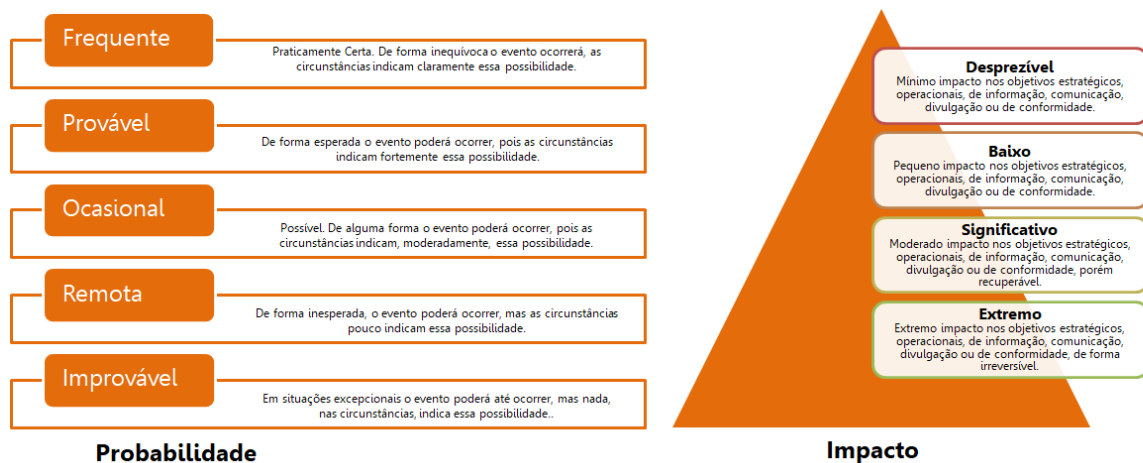 Frequente
Praticamente Certa. De forma inequívoca o evento ocorrerá, as
circunstâncias indicam claramente essa possibilidade.
Provável
De forma esperada o evento poderá ocorrer, pois as circunstâncias
indicam fortemente essa possibilidade.
Ocasional
Possível. De alguma forma o evento poderá ocorrer, pois as
circunstâncias indicam, moderadamente, essa possibilidade.
Remota
De forma inesperada, o evento poderá ocorrer, mas as circunstâncias
pouco indicam essa possibilidade.
Improvável
Em situações excepcionais o evento poderá até ocorrer, mas nada,
nas circunstâncias, indica essa possibilidade..
Probabilidade
Desprezível
Mínimo impacto nos objetivos estratégicos,
operacionais, de informação, comunicação,
divulgação ou de conformidade.
Baixo
Pequeno impacto nos objetivos estratégicos,
operacionais, de informação, comunicação,
divulgação ou de conformidade.
Significativo
Moderado impacto nos objetivos estratégicos,
operacionais, de informação, comunicação,
divulgação ou de conformidade, porém
recuperável.
Extremo
Extremo impacto nos objetivos estratégicos,
operacionais, de informação, comunicação,
divulgação ou de conformidade, de forma
irreversível.
Impacto